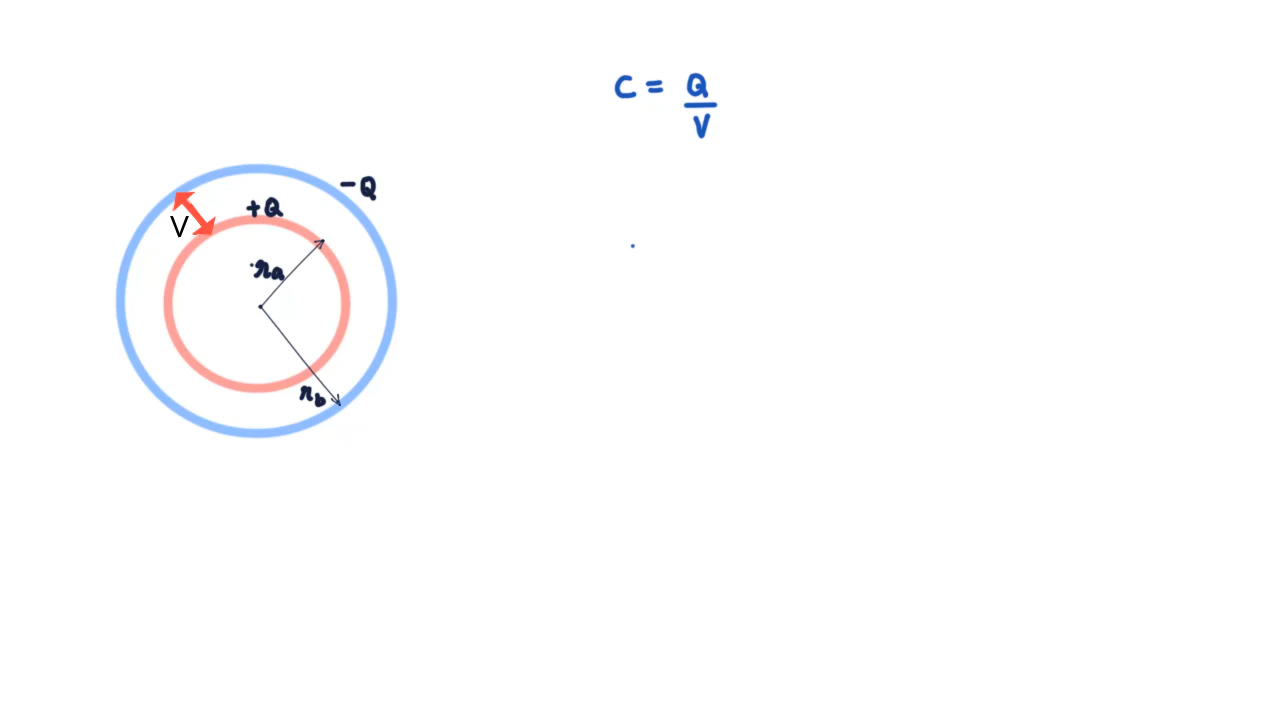 C = Q/V
-Q
+Q
V
ra
rb